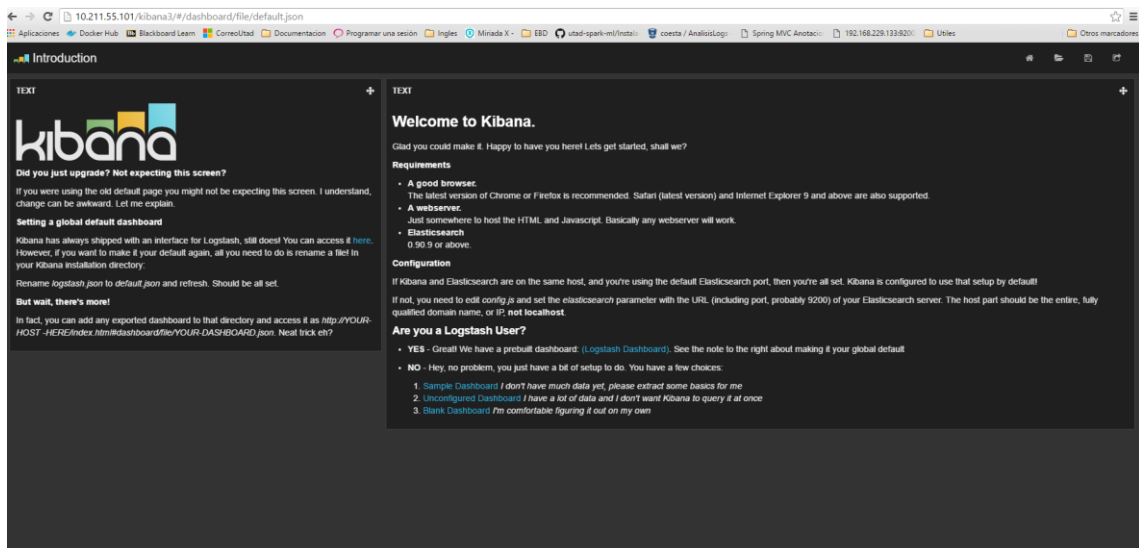 10.211.55.101/kibana3/#/dashboard/file/default.json
Aplicaciones Docker Hub Blackboard Learn CorreoUtad Documentacion Programar una sesión Ingles Miriada X - EBD utad-spark-ml/Instala coesta / AnalisisLog Spring MVC Anotacio 192.168.229.133:9200 Utiles Otros marcadores
Introduction
TEXT
kibana
Did you just upgrade? Not expecting this screen?
If you were using the old default page you might not be expecting this screen. I understand,
change can be awkward. Let me explain.
Setting a global default dashboard
Kibana has always shipped with an interface for Logstash, still does! You can access it here.
However, if you want to make it your default again, all you need to do is rename a file! In
your Kibana installation directory:
Rename logstash.json to default.json and refresh. Should be all set.
But wait, there's more!
In fact, you can add any exported dashboard to that directory and access it as http://YOUR-
HOST -HERE/index.html#dashboard/file/YOUR-DASHBOARD.json. Neat trick eh?
TEXT
Welcome to Kibana.
Glad you could make it. Happy to have you here! Lets get started, shall we?
Requirements
• A good browser.
The latest version of Chrome or Firefox is recommended. Safari (latest version) and Internet Explorer 9 and above are also supported.
• A webserver.
Just somewhere to host the HTML and Javascript. Basically any webserver will work.
• Elasticsearch
0.90.9 or above.
Configuration
If Kibana and Elasticsearch are on the same host, and you're using the default Elasticsearch port, then you're all set. Kibana is configured to use that setup by default!
If not, you need to edit config.js and set the elasticsearch parameter with the URL (including port, probably 9200) of your Elasticsearch server. The host part should be the entire, fully
qualified domain name, or IP, not localhost.
Are you a Logstash User?
• YES - Great! We have a prebuilt dashboard: (Logstash Dashboard). See the note to the right about making it your global default
• NO - Hey, no problem, you just have a bit of setup to do. You have a few choices:
1. Sample Dashboard I don't have much data yet, please extract some basics for me
2. Unconfigured Dashboard I have a lot of data and I don't want Kibana to query it at once
3. Blank Dashboard I'm comfortable figuring it out on my own